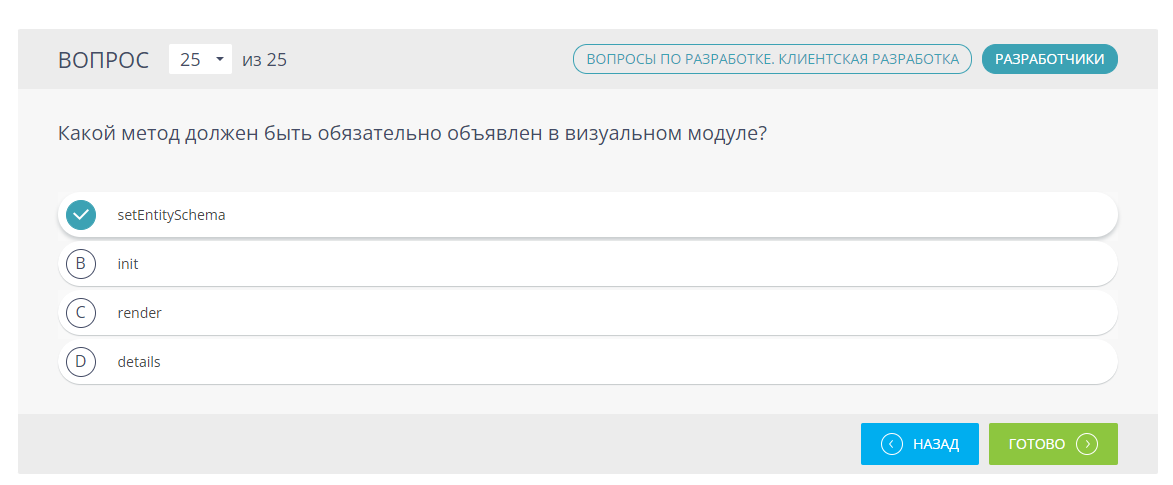 ВОПРОС 25 из 25 ВОПРОСЫ ПО РАЗРАБОТКЕ. КЛИЕНТСКАЯ РАЗРАБОТКА РАЗРАБОТЧИКИ
Какой метод должен быть обязательно объявлен в визуальном модуле?
setEntitySchema
B init
C render
D details
НАЗАД ГОТОВО